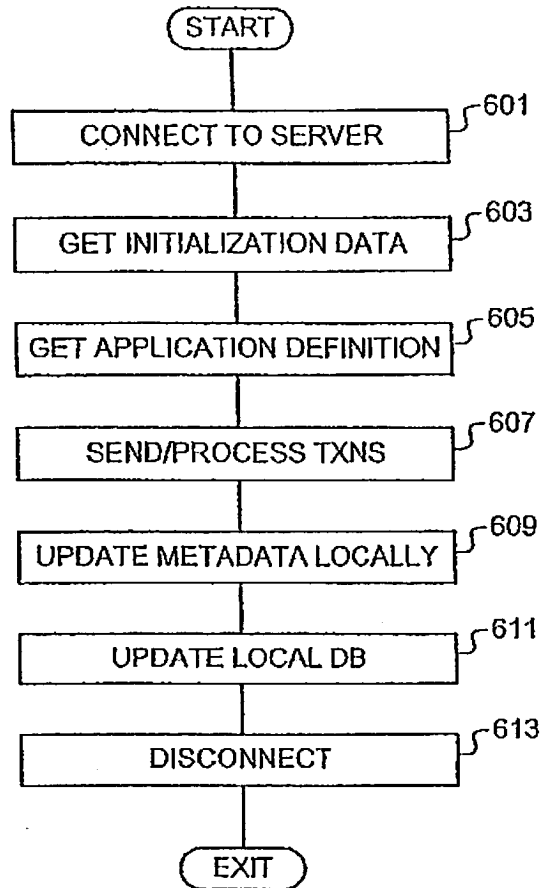 START
CONNECT TO SERVER
601
GET INITIALIZATION DATA
603
GET APPLICATION DEFINITION
605
SEND/PROCESS TXNS
607
UPDATE METADATA LOCALLY
609
UPDATE LOCAL DB
611
DISCONNECT
613
EXIT